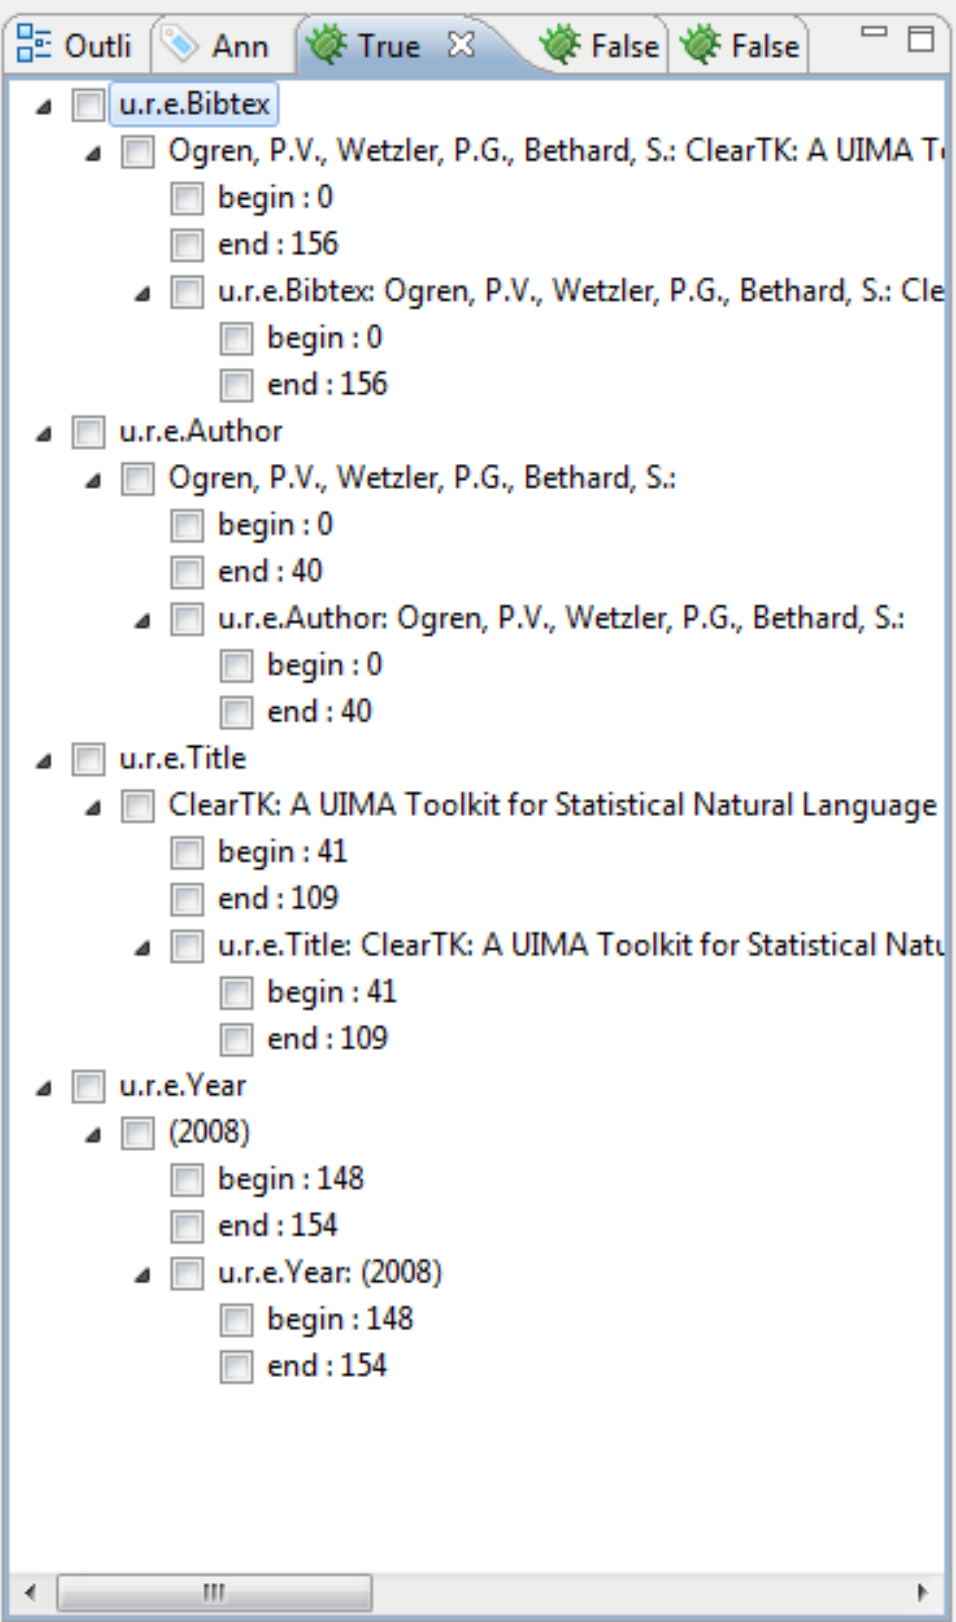 Outli Ann True False False
u.r.e.Bibtex
Ogren, P.V., Wetzler, P.G., Bethard, S.: ClearTK: A UIMA
begin : 0
end : 156
u.r.e.Bibtex: Ogren, P.V., Wetzler, P.G., Bethard, S.: Cle
begin : 0
end : 156
u.r.e.Author
Ogren, P.V., Wetzler, P.G., Bethard, S.:
begin : 0
end : 40
u.r.e.Author: Ogren, P.V., Wetzler, P.G., Bethard, S.:
begin : 0
end : 40
u.r.e.Title
ClearTK: A UIMA Toolkit for Statistical Natural Language
begin : 41
end : 109
u.r.e.Title: ClearTK: A UIMA Toolkit for Statistical Natu
begin : 41
end : 109
u.r.e.Year
(2008)
begin : 148
end : 154
u.r.e.Year: (2008)
begin : 148
end : 154